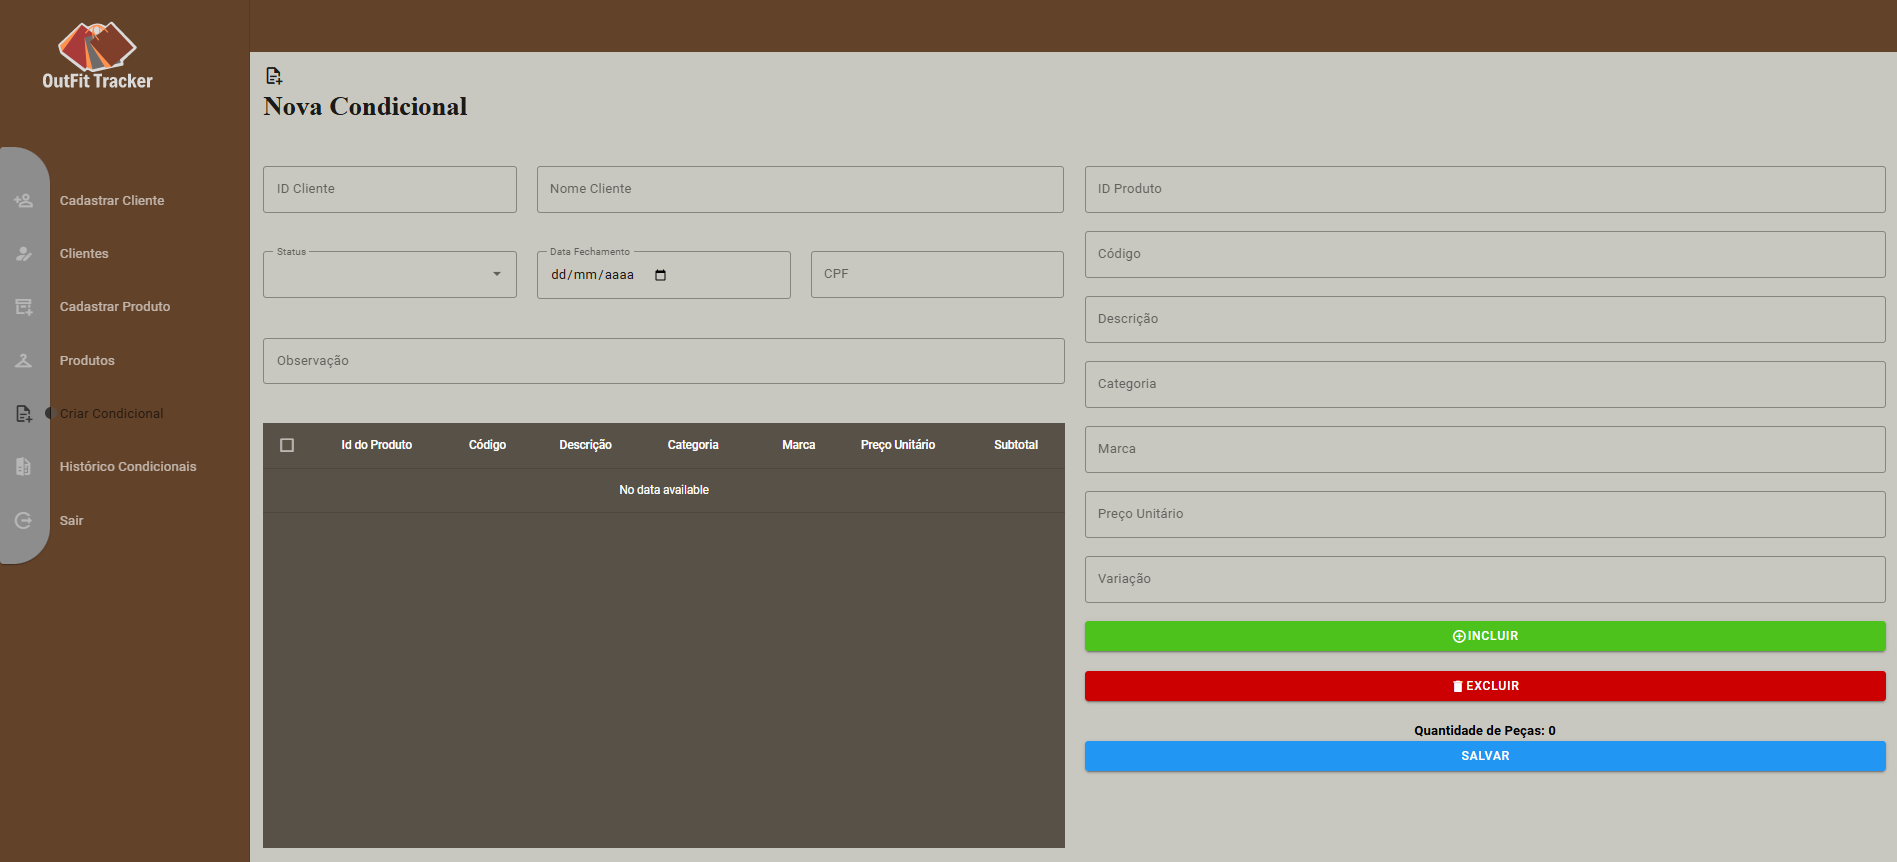 OutFit Tracker
Cadastrar Cliente
Clientes
Cadastrar Produto
Produtos
Criar Condicional
Histórico Condicionais
Sair
Nova Condicional
ID Cliente
Nome Cliente
Status
Data Fechamento
dd/mm/aaaa
CPF
Observação
Id do Produto Código Descrição Categoria Marca Preço Unitário Subtotal
No data available
ID Produto
Código
Descrição
Categoria
Marca
Preço Unitário
Variação
INCLUIR
EXCLUIR
Quantidade de Peças: 0
SALVAR